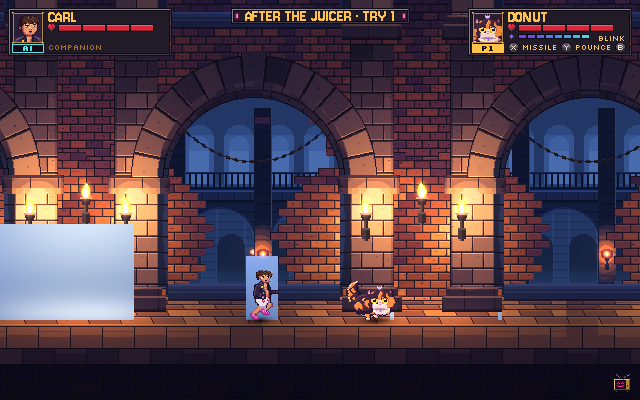 CARL
AI COMPANION
AFTER THE JUICER · TRY 1
DONUT
BLINK
P1 X MISSILE Y POUNCE B